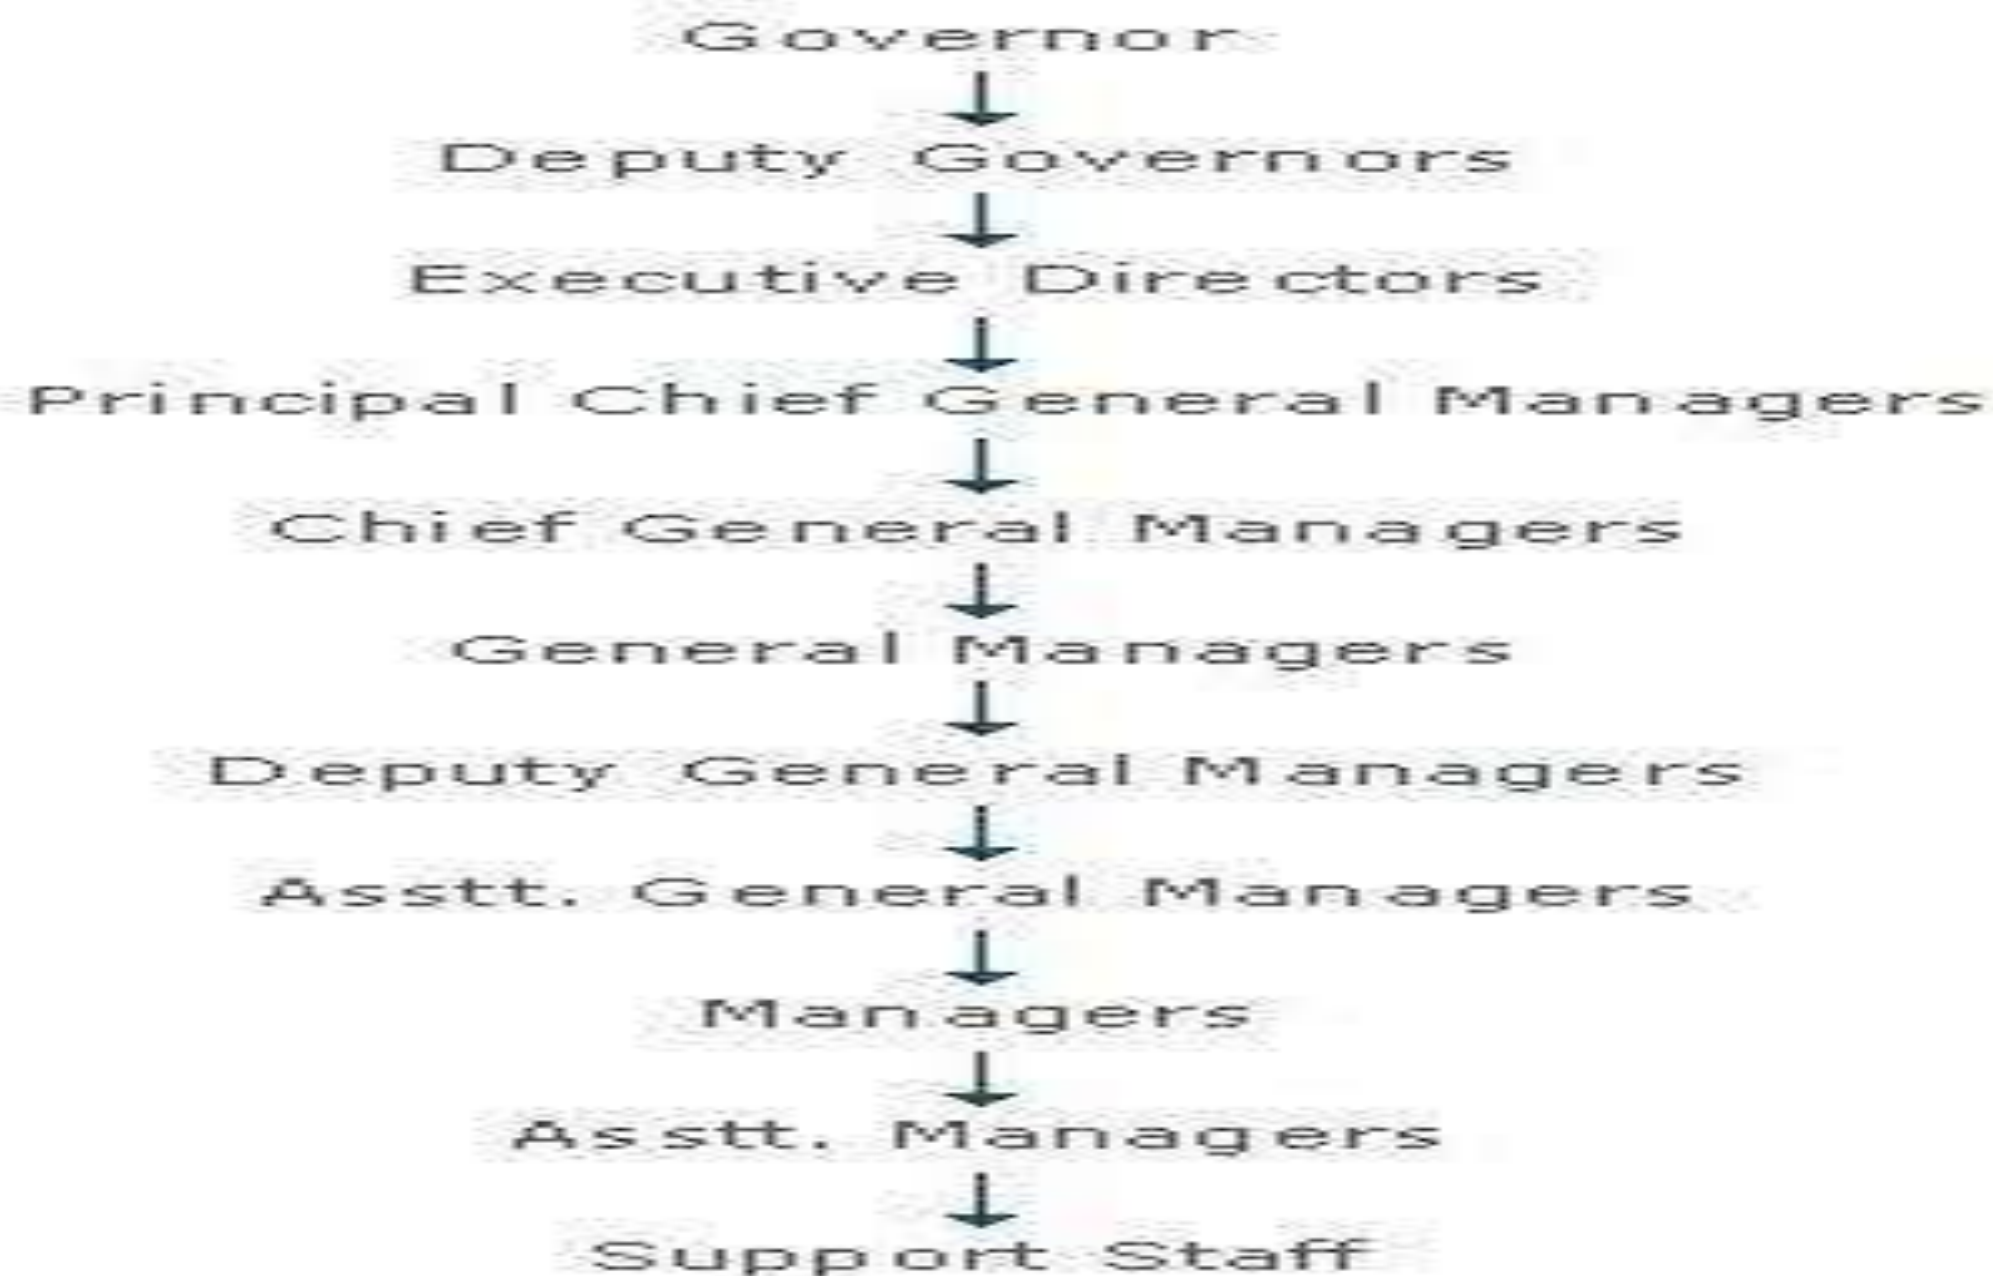 Governor
Deputy Governors
Executive Directors
Principal Chief General Managers
Chief General Managers
General Managers
Deputy General Managers
Asstt. General Managers
Managers
Asstt. Managers
Support Staff